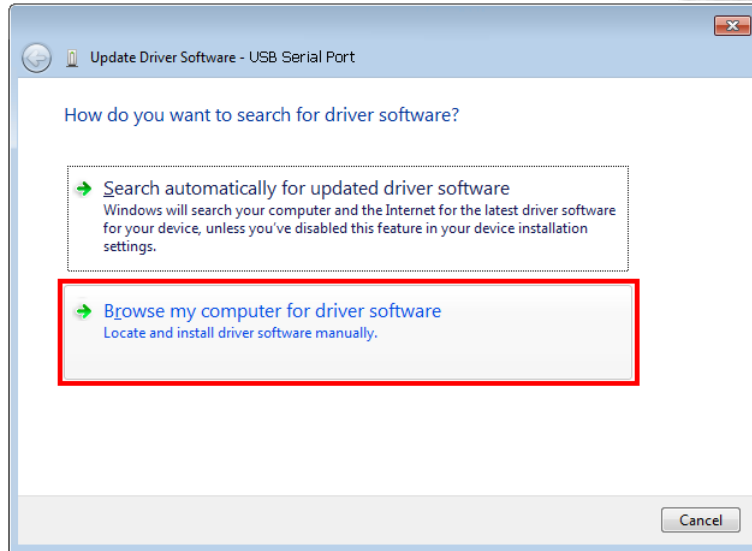 Update Driver Software - USB Serial Port
How do you want to search for driver software?
Search automatically for updated driver software
Windows will search your computer and the Internet for the latest driver software
for your device, unless you've disabled this feature in your device installation
settings.
Browse my computer for driver software
Locate and install driver software manually.
Cancel